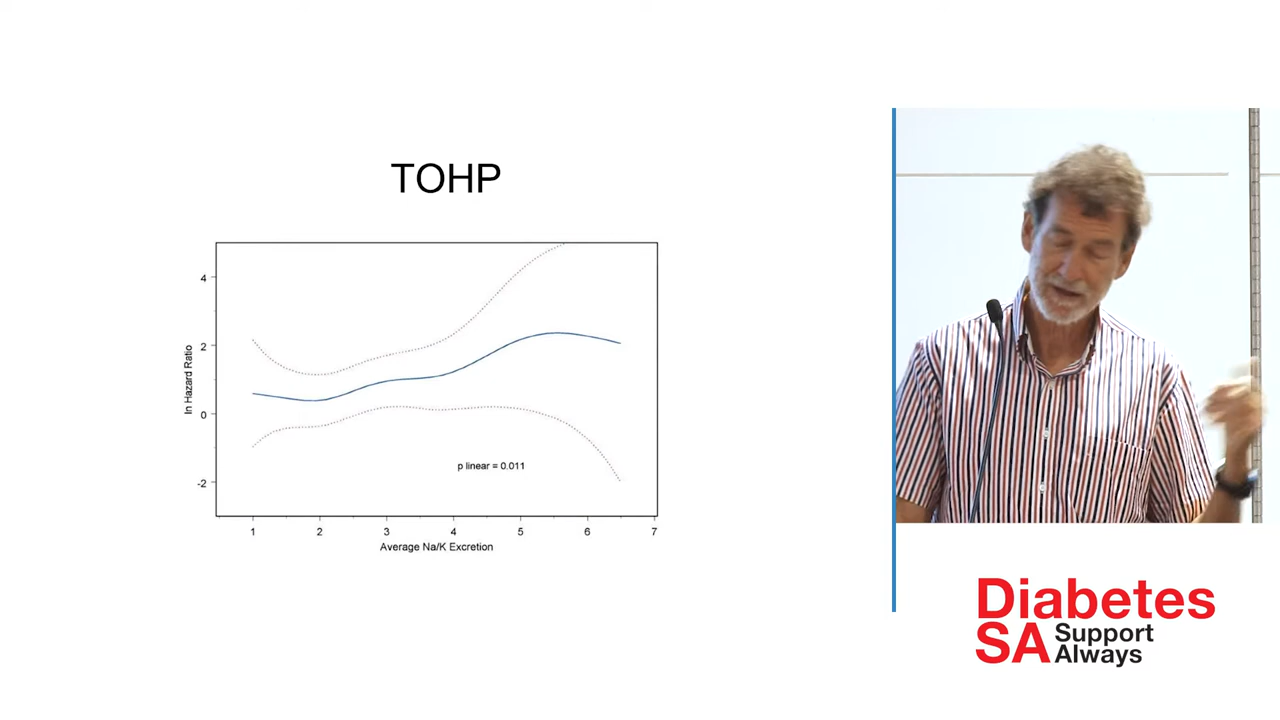 TOHP
4
2
0
-2
ln Hazard Ratio
p linear = 0.011
1 2 3 4 5 6 7
Average Na/K Excretion
Diabetes
SA Support
Always